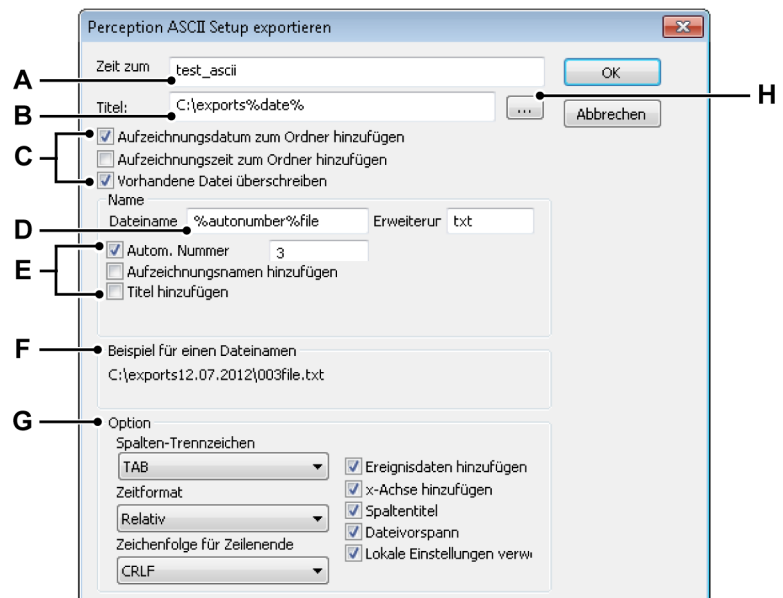 Perception ASCII Setup exportieren
Zeit zum test_ascii OK
A
H
B Titel: C:\exports%date% ... Abbrechen
Aufzeichnungsdatum zum Ordner hinzufügen
C Aufzeichnungszeit zum Ordner hinzufügen
Vorhandene Datei überschreiben
Name
D Dateiname %autonumber%file Erweiterur txt
Autom. Nummer 3
E Aufzeichnungsnamen hinzufügen
Titel hinzufügen
F Beispiel für einen Dateinamen
C:\exports12.07.2012\003file.txt
G Option
Spalten-Trennzeichen
TAB Ereignisdaten hinzufügen
Zeitformat x-Achse hinzufügen
Relativ Spaltentitel
Dateivorspann
Zeichenfolge für Zeilenende Lokale Einstellungen verw
CRLF